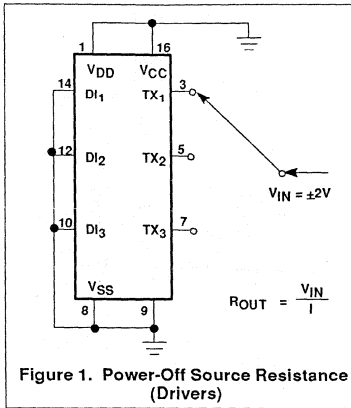 1 16
VDD VCC
14 DI1 TX1 3
12 DI2 TX2 5
VIN = ±2V
10 DI3 TX3 7
VSS
ROUT = VIN / I
8 9
Figure 1. Power-Off Source Resistance
(Drivers)